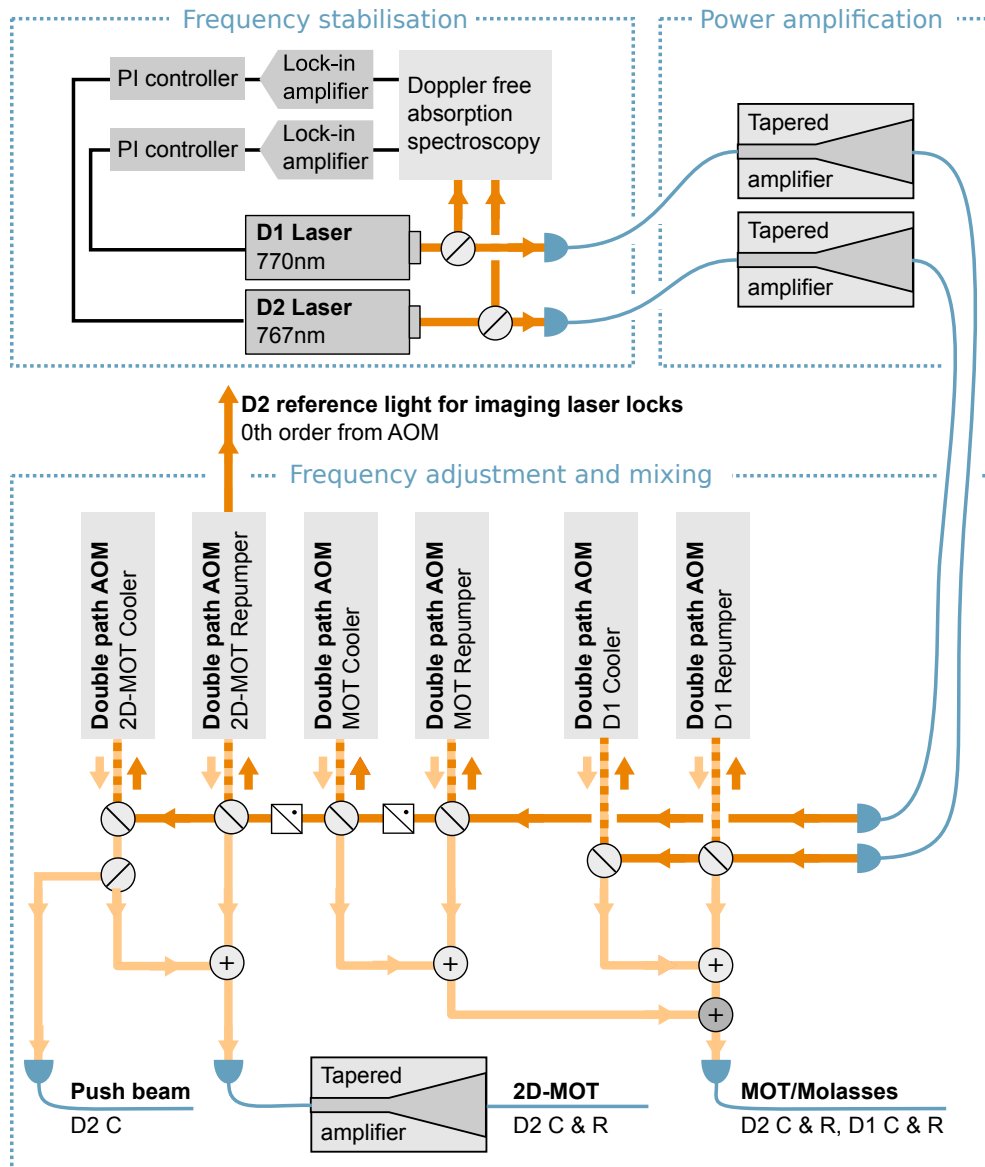 Frequency stabilisation
Power amplification
PI controller
Lock-in
amplifier
Doppler free
absorption
spectroscopy
PI controller
Lock-in
amplifier
D1 Laser
770nm
D2 Laser
767nm
Tapered
amplifier
Tapered
amplifier
D2 reference light for imaging laser locks
0th order from AOM
Frequency adjustment and mixing
Double path AOM
2D-MOT Cooler
Double path AOM
2D-MOT Repumper
Double path AOM
MOT Cooler
Double path AOM
MOT Repumper
Double path AOM
D1 Cooler
Double path AOM
D1 Repumper
+
+
+
+
Push beam
D2 C
Tapered
amplifier
2D-MOT
D2 C & R
MOT/Molasses
D2 C & R, D1 C & R